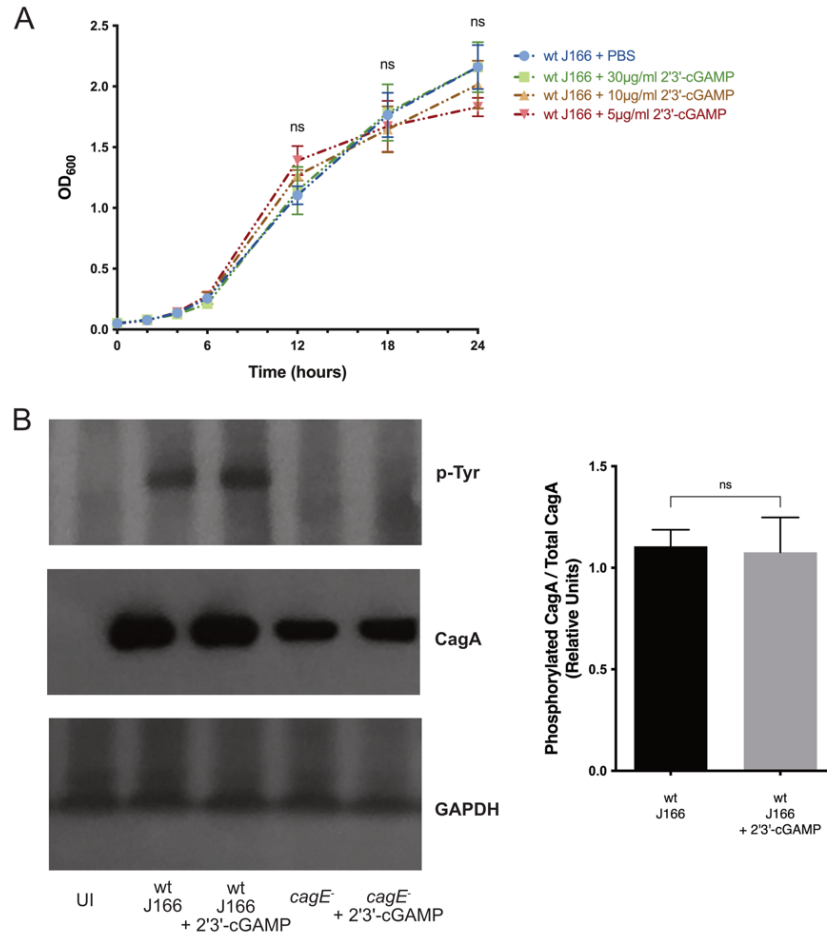 A
2.5
2.0
1.5
1.0
0.5
0.0
OD600
0
6
12
18
24
Time (hours)
ns
ns
ns
wt J166 + PBS
wt J166 + 30µg/ml 2'3'-cGAMP
wt J166 + 10µg/ml 2'3'-cGAMP
wt J166 + 5µg/ml 2'3'-cGAMP
B
p-Tyr
CagA
GAPDH
UI
wt
J166
wt
J166
+ 2'3'-cGAMP
cagE-
cagE-
+ 2'3'-cGAMP
Phosphorylated CagA / Total CagA
(Relative Units)
1.5
1.0
0.5
0.0
ns
wt
J166
wt
J166
+ 2'3'-cGAMP